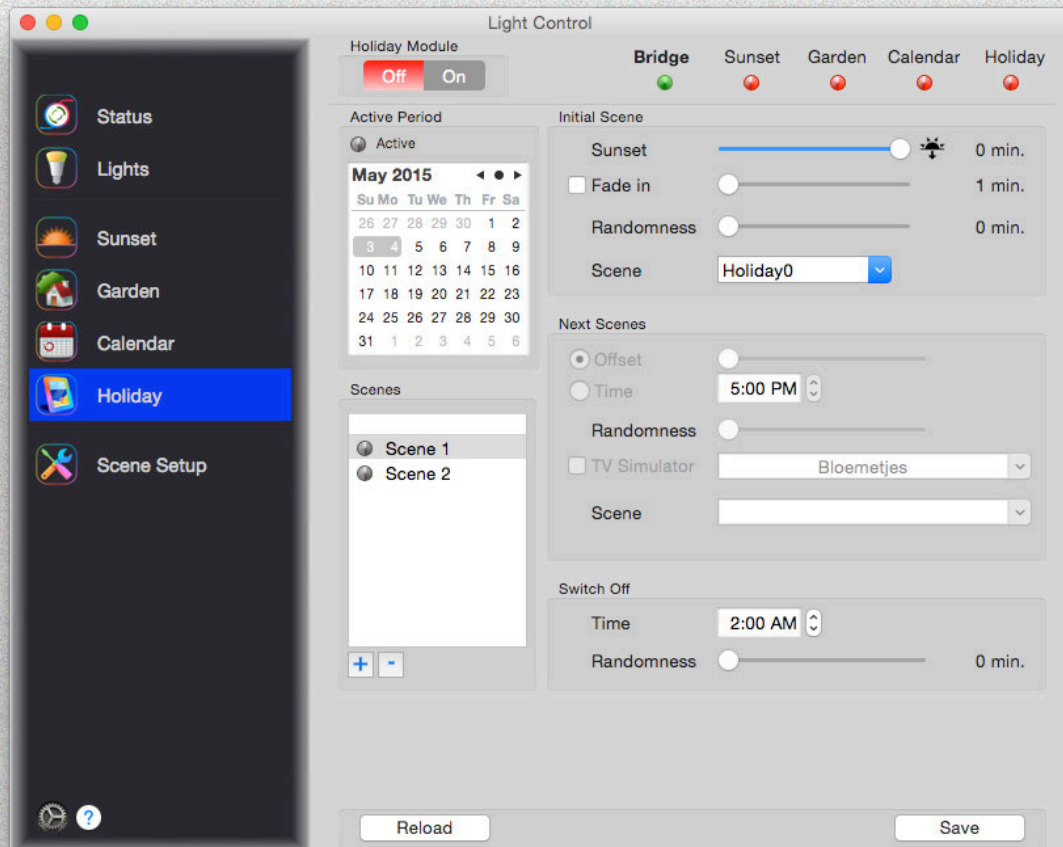 Light Control
Status
Lights
Sunset
Garden
Calendar
Holiday
Scene Setup
?
Holiday Module
Off On
Bridge Sunset Garden Calendar Holiday
Active Period
Active
May 2015
Su Mo Tu We Th Fr Sa
26 27 28 29 30 1 2
3 4 5 6 7 8 9
10 11 12 13 14 15 16
17 18 19 20 21 22 23
24 25 26 27 28 29 30
31 1 2 3 4 5 6
Scenes
Scene 1
Scene 2
+ -
Initial Scene
Sunset 0 min.
Fade in 1 min.
Randomness 0 min.
Scene Holiday0
Next Scenes
Offset
Time 5:00 PM
Randomness
TV Simulator Bloemetjes
Scene
Switch Off
Time 2:00 AM
Randomness 0 min.
Reload Save